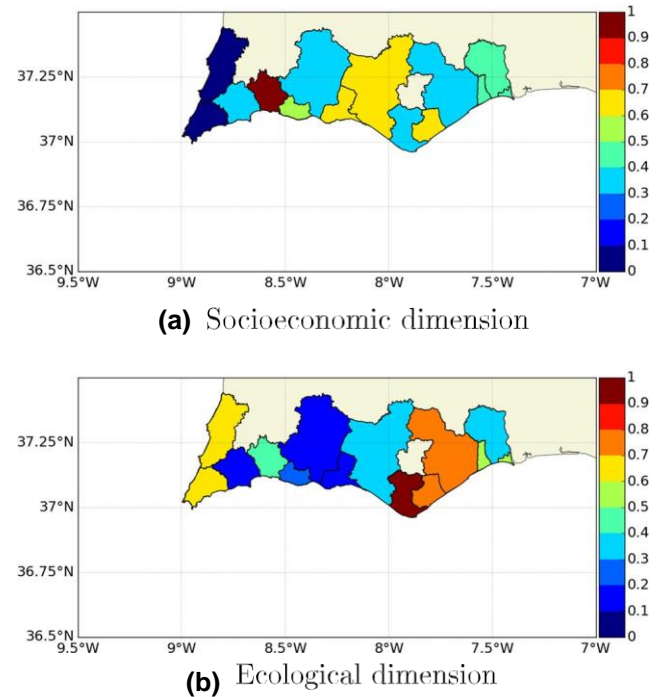 1
0.9
0.8
37.25°N
0.7
0.6
37°N
0.5
0.4
36.75°N
0.3
0.2
0.1
36.5°N
0
9.5°W 9°W 8.5°W 8°W 7.5°W 7°W
(a) Socioeconomic dimension
1
0.9
0.8
37.25°N
0.7
0.6
37°N
0.5
0.4
36.75°N
0.3
0.2
0.1
36.5°N
0
9.5°W 9°W 8.5°W 8°W 7.5°W 7°W
(b) Ecological dimension